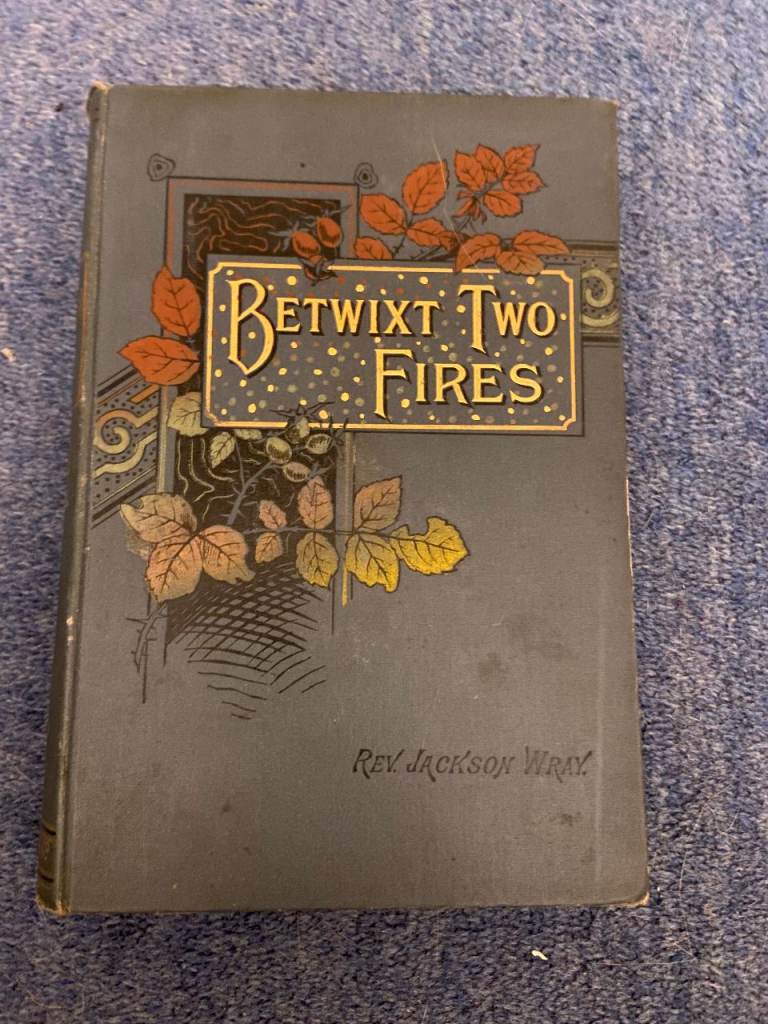 BETWIXT TWO
FIRES
REV. JACKSON WRAY.